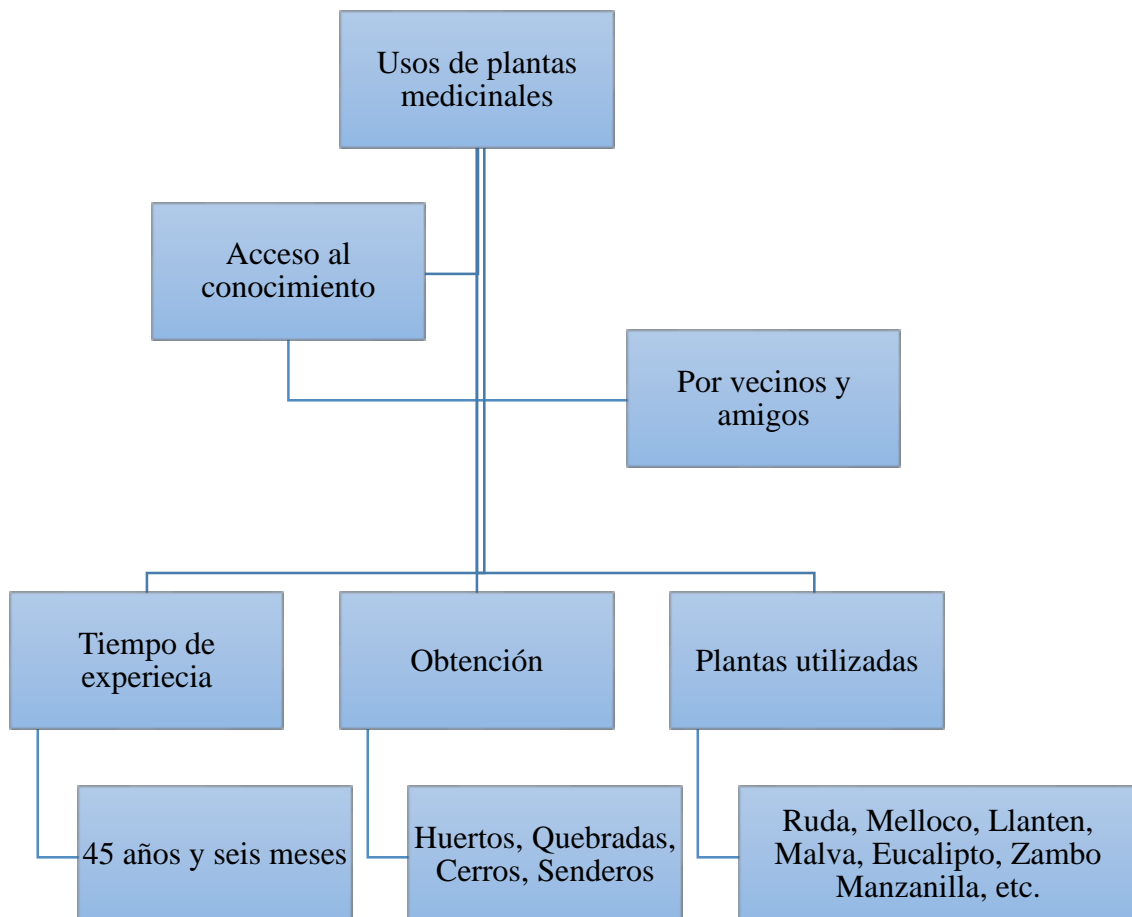 Usos de plantas
medicinales
Acceso al
conocimiento
Por vecinos y
amigos
Tiempo de
experiecia
Obtención
Plantas utilizadas
45 años y seis meses
Huertos, Quebradas,
Cerros, Senderos
Ruda, Melloco, Llanten,
Malva, Eucalipto, Zambo
Manzanilla, etc.